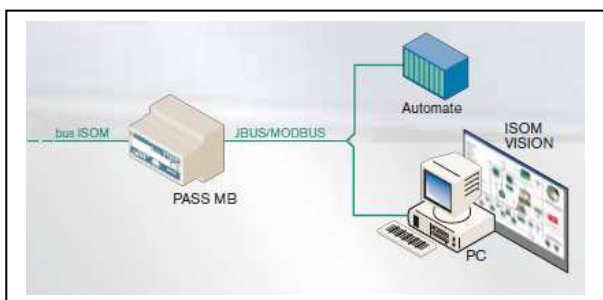 Automate
ISOM
VISION
bus ISOM
JBUS/MODBUS
PASS MB
PC